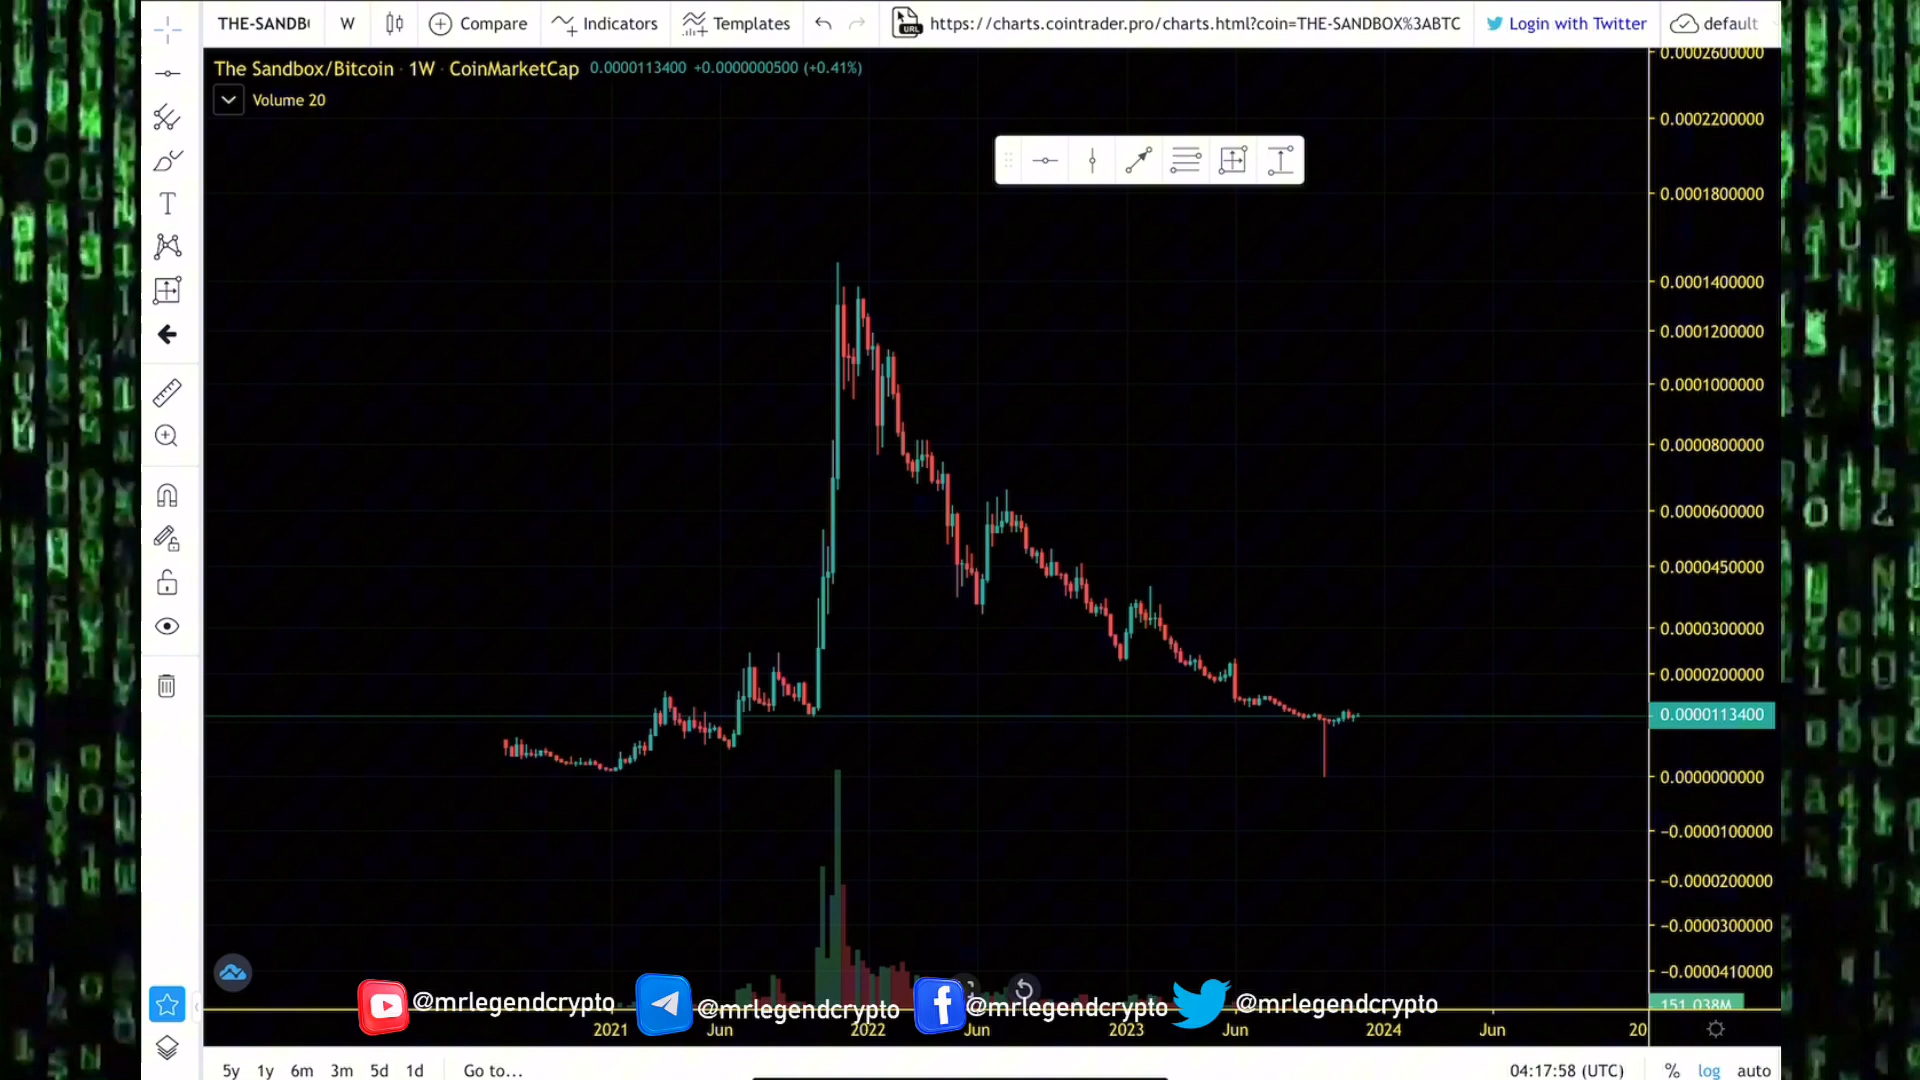 THE-SANDB W Compare Indicators Templates URL https://charts.cointrader.pro/charts.html?coin=THE-SANDBOX%3ABTC Login with Twitter default
The Sandbox/Bitcoin · 1W · CoinMarketCap 0.0000113400 +0.0000000500 (+0.41%)
Volume 20
0.0002600000
0.0002200000
0.0001800000
0.0001400000
0.0001200000
0.0001000000
0.0000800000
0.0000600000
0.0000450000
0.0000300000
0.0000200000
0.0000113400
0.0000000000
−0.0000100000
−0.0000200000
−0.0000300000
−0.0000410000
151.038M
@mrlegendcrypto @mrlegendcrypto @mrlegendcrypto @mrlegendcrypto
2021 Jun 2022 Jun 2023 Jun 2024 Jun 20
5y 1y 6m 3m 5d 1d Go to... 04:17:58 (UTC) % log auto